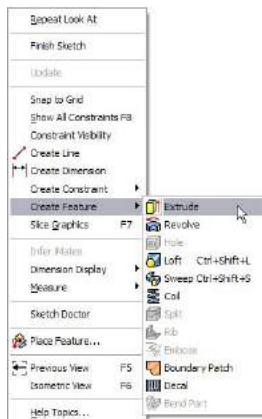 Repeat Look At
Finish Sketch
Update
Snap to Grid
Show All Constraints F8
Constraint Visibility
Create Line
Create Dimension
Create Constraint
Create Feature
Slice Graphics F7
Infer iMates
Dimension Display
Measure
Sketch Doctor
Place Feature...
Previous View F5
Isometric View F6
Help Topics...
Extrude
Revolve
Hole
Loft Ctrl+Shift+L
Sweep Ctrl+Shift+S
Coil
Split
Rib
Emboss
Boundary Patch
Decal
Bend Part